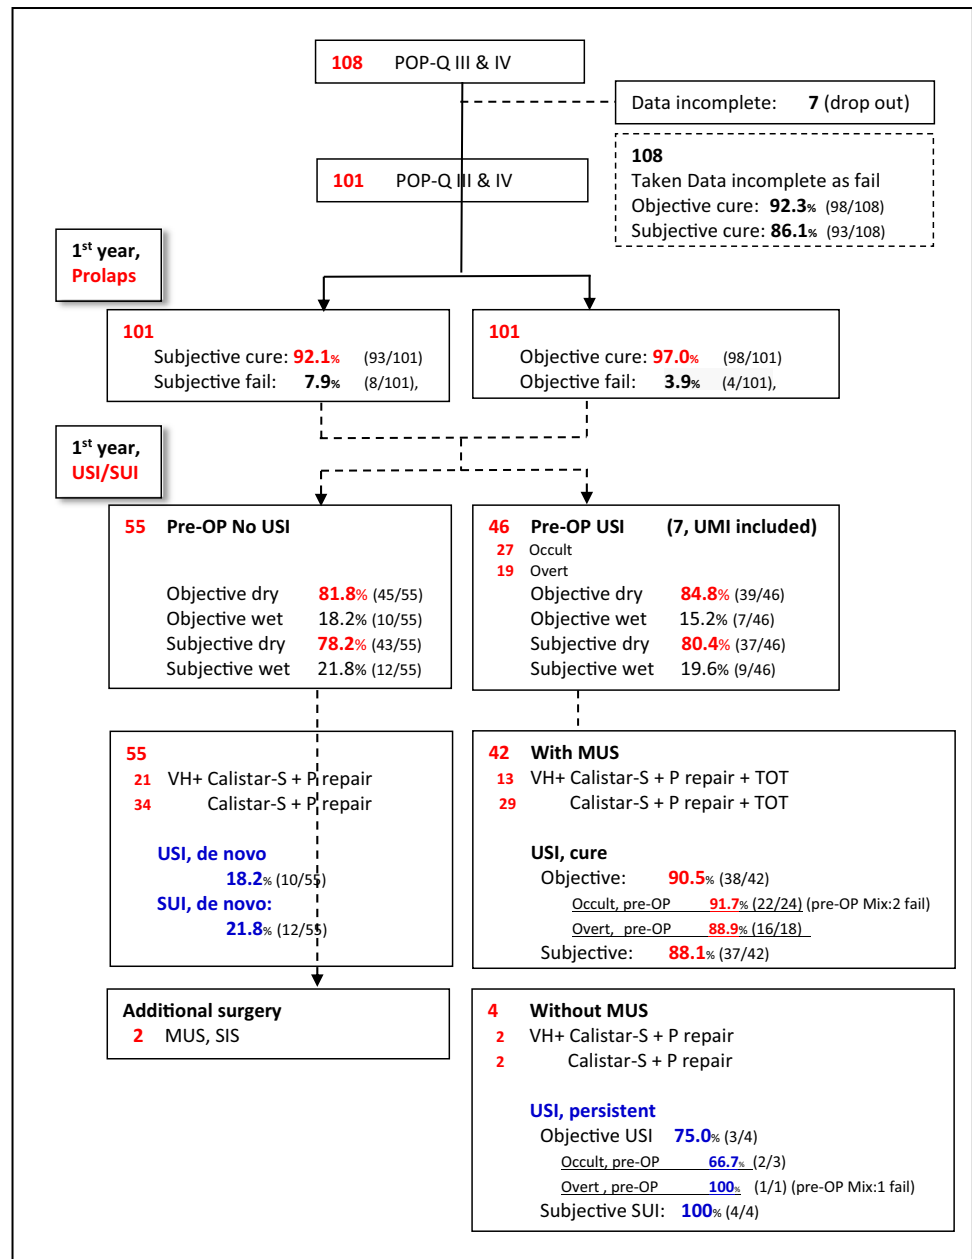 108 POP-Q III & IV
Data incomplete: 7 (drop out)
108
Taken Data incomplete as fail
Objective cure: 92.3% (98/108)
Subjective cure: 86.1% (93/108)
101 POP-Q III & IV
1st year,
Prolaps
101
Subjective cure: 92.1% (93/101)
Subjective fail: 7.9% (8/101),
101
Objective cure: 97.0% (98/101)
Objective fail: 3.9% (4/101),
1st year,
USI/SUI
55 Pre-OP No USI
Objective dry 81.8% (45/55)
Objective wet 18.2% (10/55)
Subjective dry 78.2% (43/55)
Subjective wet 21.8% (12/55)
46 Pre-OP USI (7, UMI included)
27 Occult
19 Overt
Objective dry 84.8% (39/46)
Objective wet 15.2% (7/46)
Subjective dry 80.4% (37/46)
Subjective wet 19.6% (9/46)
55
21 VH+ Calistar-S + P repair
34 Calistar-S + P repair
USI, de novo
18.2% (10/55)
SUI, de novo:
21.8% (12/55)
42 With MUS
13 VH+ Calistar-S + P repair + TOT
29 Calistar-S + P repair + TOT
USI, cure
Objective: 90.5% (38/42)
Occult, pre-OP 91.7% (22/24) (pre-OP Mix:2 fail)
Overt, pre-OP 88.9% (16/18)
Subjective: 88.1% (37/42)
Additional surgery
2 MUS, SIS
4 Without MUS
2 VH+ Calistar-S + P repair
2 Calistar-S + P repair
USI, persistent
Objective USI 75.0% (3/4)
Occult, pre-OP 66.7% (2/3)
Overt , pre-OP 100% (1/1) (pre-OP Mix:1 fail)
Subjective SUI: 100% (4/4)